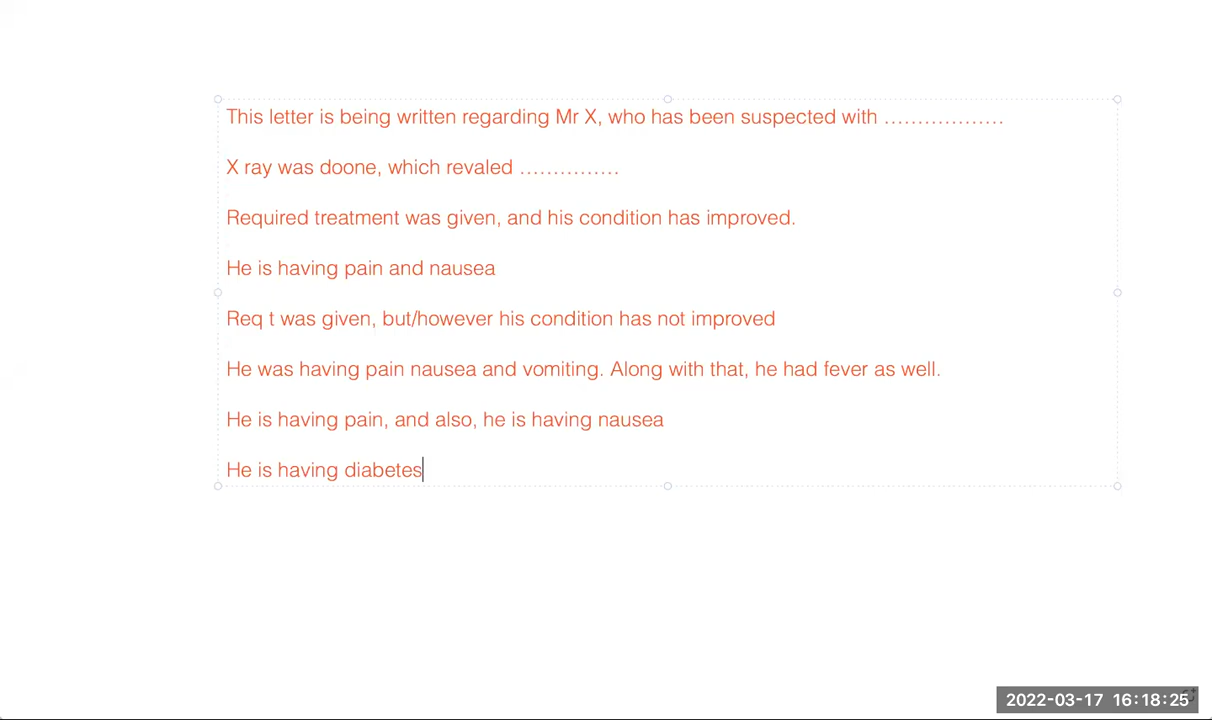 This letter is being written regarding Mr X, who has been suspected with ………………
X ray was doone, which revaled ……………
Required treatment was given, and his condition has improved.
He is having pain and nausea
Req t was given, but/however his condition has not improved
He was having pain nausea and vomiting. Along with that, he had fever as well.
He is having pain, and also, he is having nausea
He is having diabetes
2022-03-17 16:18:25